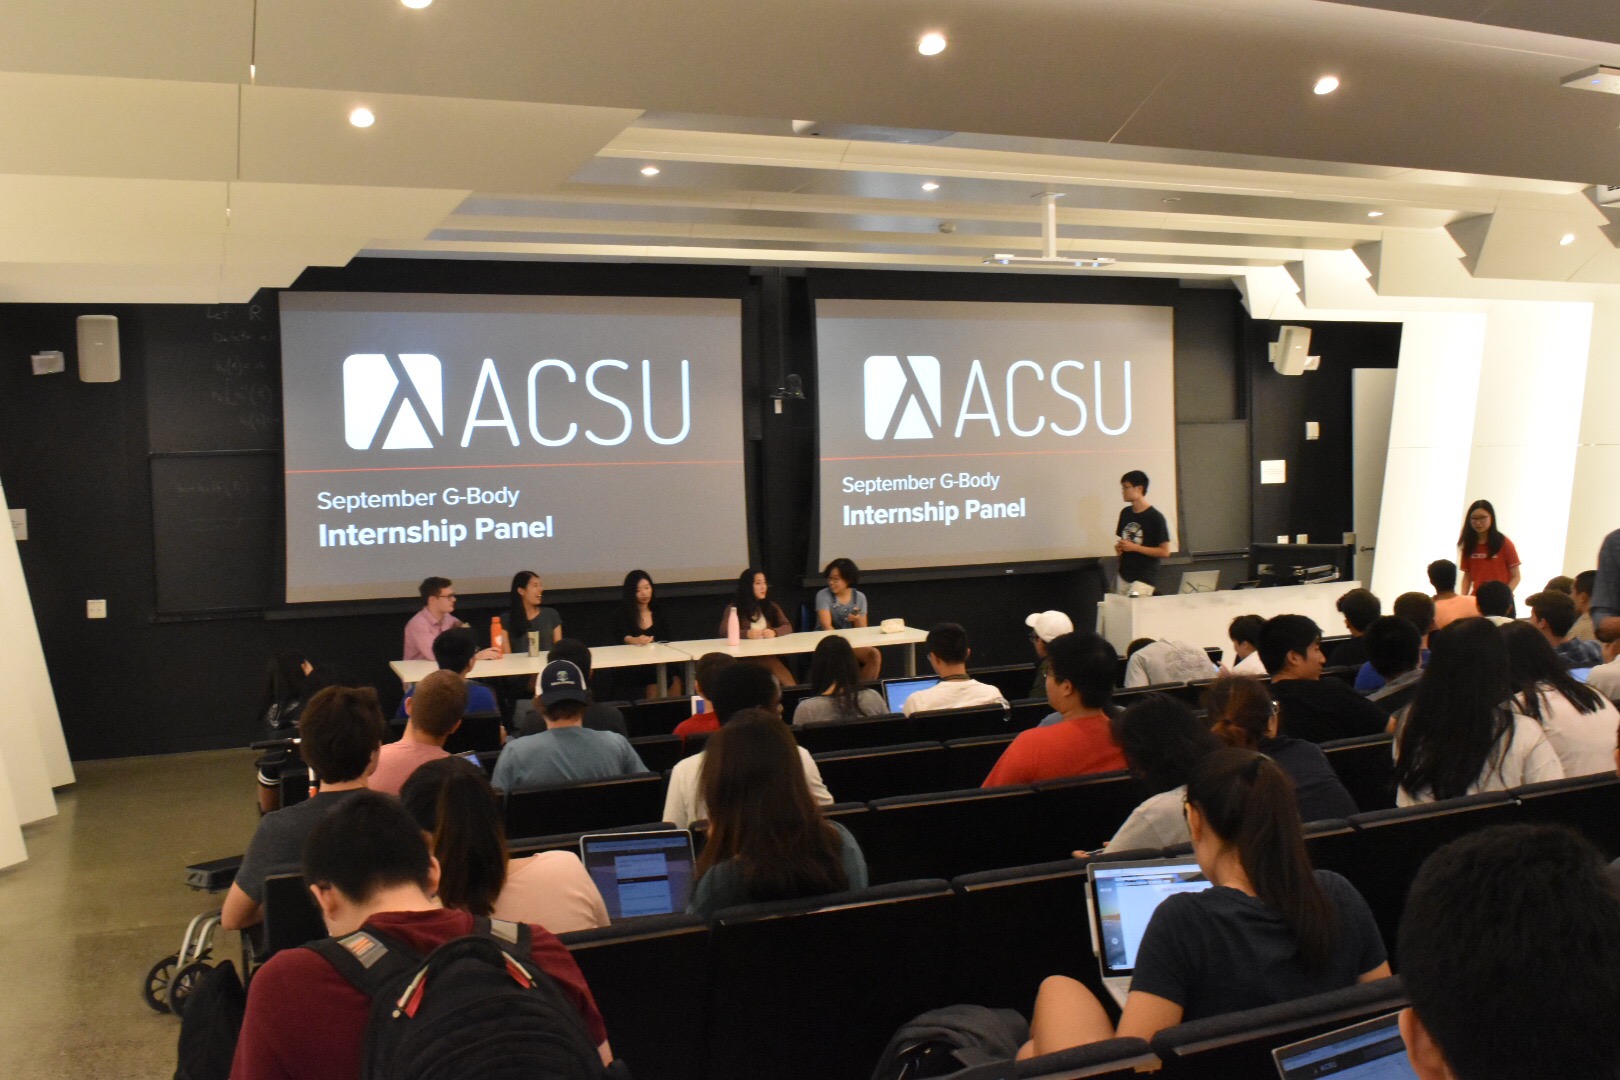 ACSU
September G-Body
Internship Panel
ACSU
September G-Body
Internship Panel